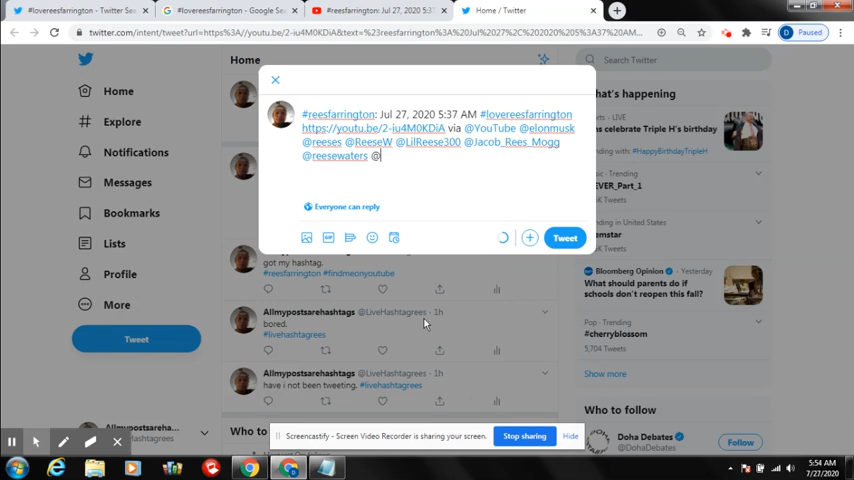 #lovereesfarrington - Twitter Sea
#lovereesfarrington - Google Sea
#reesfarrington: Jul 27, 2020 5:37
Home / Twitter
twitter.com/intent/tweet?url=https%3A//youtu.be/2-iu4M0KDiA&text=%23reesfarrington%3A%20Jul%2027%2C%202020%205%3A37%20AM...
Paused
Home
Explore
Notifications
Messages
Bookmarks
Lists
Profile
More
Tweet
Allmypostsareha...
Home
#reesfarrington: Jul 27, 2020 5:37 AM #lovereesfarrington
https://youtu.be/2-iu4M0KDiA via @YouTube @elonmusk
@reeses @ReeseW @LilReese300 @Jacob_Rees_Mogg
@reesewaters @
Everyone can reply
Tweet
got my hashtag.
#reesfarrington #findmeonyoutube
Allmypostsarehashtags @LiveHashtagrees · 1h
bored.
#livehashtagrees
Allmypostsarehashtags @LiveHashtagrees · 1h
have i not been tweeting. #livehashtagrees
Screencastify - Screen Video Recorder is sharing your screen.
Stop sharing
Hide
Search Twitter
What's happening
LIVE
ns celebrate Triple H's birthday
#HappyBirthdayTripleH
Trending
EVER_Part_1
K Tweets
nding in United States
emstar
K Tweets
Bloomberg Opinion · Yesterday
What should parents do if
schools don't reopen this fall?
Pop · Trending
#cherryblossom
5,704 Tweets
Show more
Who to follow
Doha Debates
@DohaDebates
Follow
5:54 AM
7/27/2020